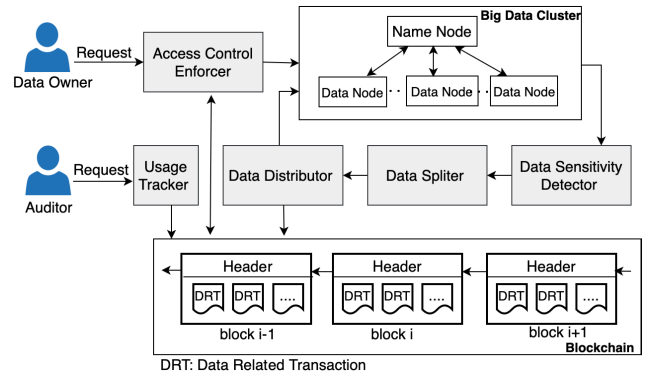 Big Data Cluster
Name Node
Request
Access Control
Enforcer
Data Owner
Data Node
. .
Data Node
. .
Data Node
Request
Usage
Tracker
Data Distributor
Data Spliter
Data Sensitivity
Detector
Auditor
Header
Header
Header
DRT
DRT
....
DRT
DRT
....
DRT
DRT
....
block i-1
block i
block i+1
Blockchain
DRT: Data Related Transaction